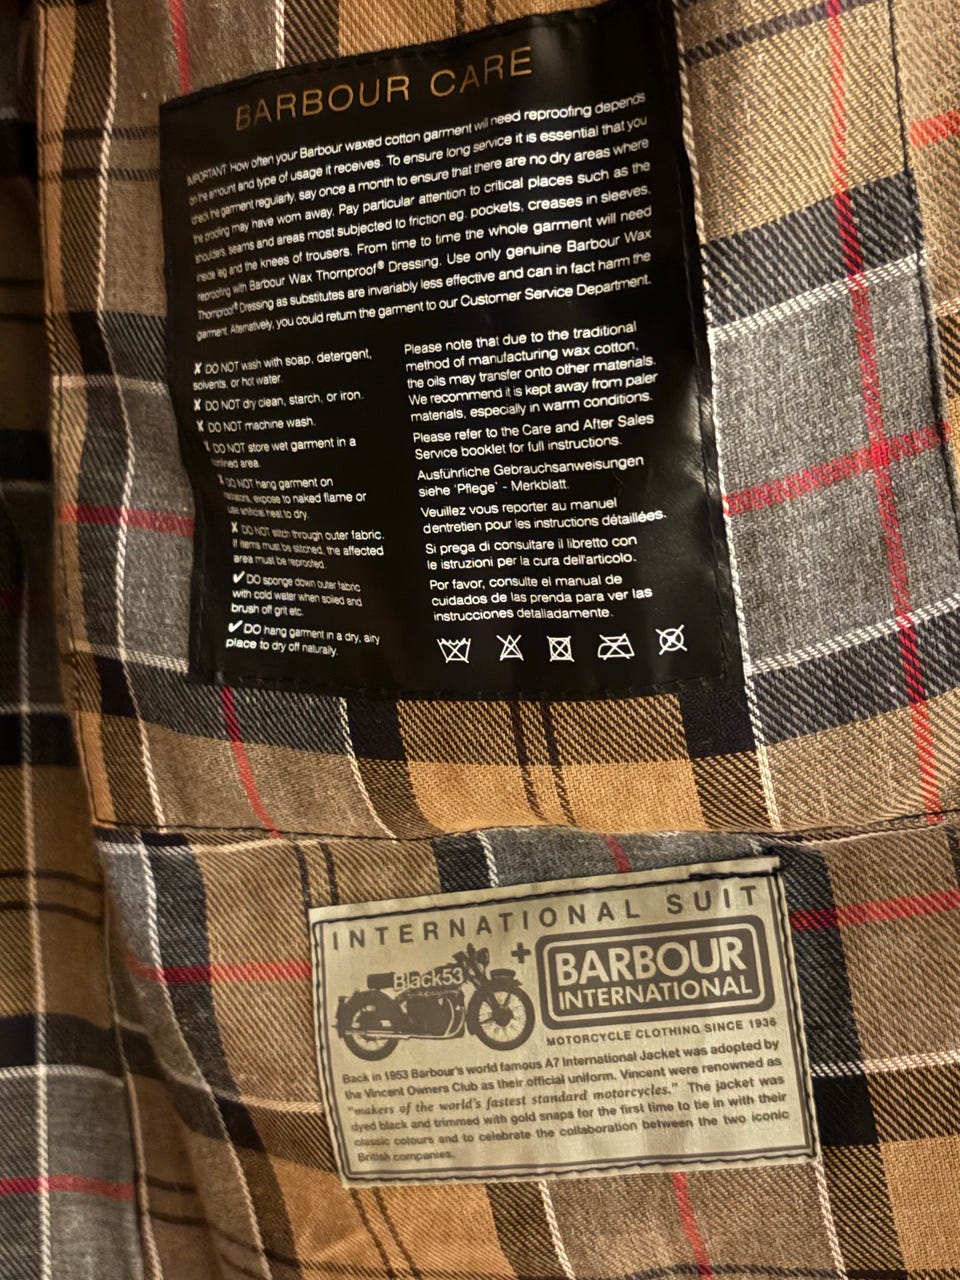 BARBOUR CARE
IMPORTANT How often your Barbour waxed cotton garment will need reproofing depends
on the amount and type of usage it receives. To ensure long service it is essential that you
check the garment regularly, say once a month to ensure that there are no dry areas where
the proofing may have worn away. Pay particular attention to critical places such as the
shoulders, seams and areas most subjected to friction eg. pockets, creases in sleeves,
inside leg and the knees of trousers. From time to time the whole garment will need
reproofing with Barbour Wax Thornproof® Dressing. Use only genuine Barbour Wax
Thornproof® Dressing as substitutes are invariably less effective and can in fact harm the
garment. Alternatively, you could return the garment to our Customer Service Department.
✗ DO NOT wash with soap, detergent,
solvents, or hot water.
✗ DO NOT dry clean, starch, or iron.
✗ DO NOT machine wash.
✗ DO NOT store wet garment in a
confined area.
✗ DO NOT hang garment on
radiators, expose to naked flame or
use artificial heat to dry.
✗ DO NOT stitch through outer fabric.
If items must be stitched, the affected
area must be reproofed.
✓ DO sponge down outer fabric
with cold water when soiled and
brush off grit etc.
✓ DO hang garment in a dry, airy
place to dry off naturally.
Please note that due to the traditional
method of manufacturing wax cotton,
the oils may transfer onto other materials.
We recommend it is kept away from paler
materials, especially in warm conditions.
Please refer to the Care and After Sales
Service booklet for full instructions.
Ausführliche Gebrauchsanweisungen
siehe 'Pflege' - Merkblatt.
Veuillez vous reporter au manuel
d'entretien pour les instructions détaillées.
Si prega di consultare il libretto con
le istruzioni per la cura dell'articolo.
Por favor, consulte el manual de
cuidados de las prenda para ver las
instrucciones detaliadamente.
INTERNATIONAL SUIT
Black53
+
BARBOUR
INTERNATIONAL
MOTORCYCLE CLOTHING SINCE 1936
Back in 1953 Barbour's world famous A7 International Jacket was adopted by
the Vincent Owners Club as their official uniform. Vincent were renowned as
"makers of the world's fastest standard motorcycles." The jacket was
dyed black and trimmed with gold snaps for the first time to tie in with their
classic colours and to celebrate the collaboration between the two iconic
British companies.